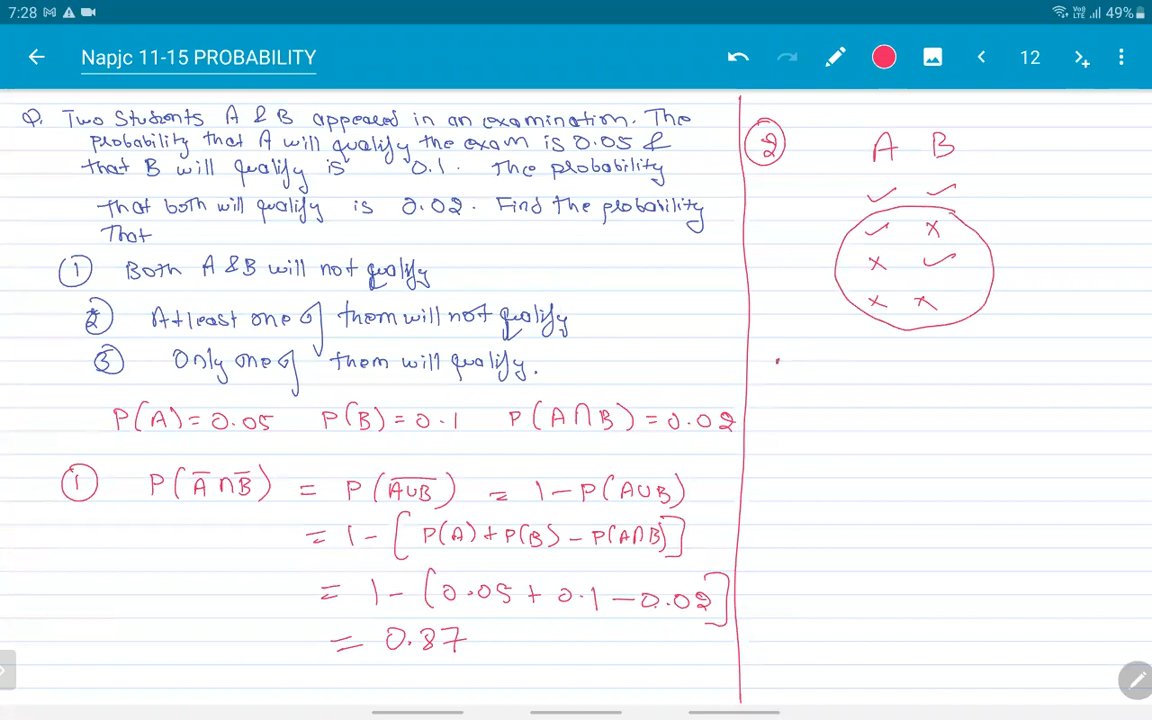 7:28
Vo)) LTE 49%
Napjc 11-15 PROBABILITY
12
Q. Two Students A & B appeared in an examination. The
probability that A will qualify the exam is 0.05 &
that B will qualify is 0.1. The probability
that both will qualify is 0.02. Find the probability
that
① Both A & B will not qualify
② Atleast one of them will not qualify
③ Only one of them will qualify.
P(A) = 0.05 P(B) = 0.1 P(A∩B) = 0.02
① P(A̅∩B̅) = P(A̅∪̅B̅) = 1 - P(A∪B)
= 1 - [P(A) + P(B) - P(A∩B)]
= 1 - [0.05 + 0.1 - 0.02]
= 0.87
②
A B
✓ ✓
✓ ×
× ✓
× ×